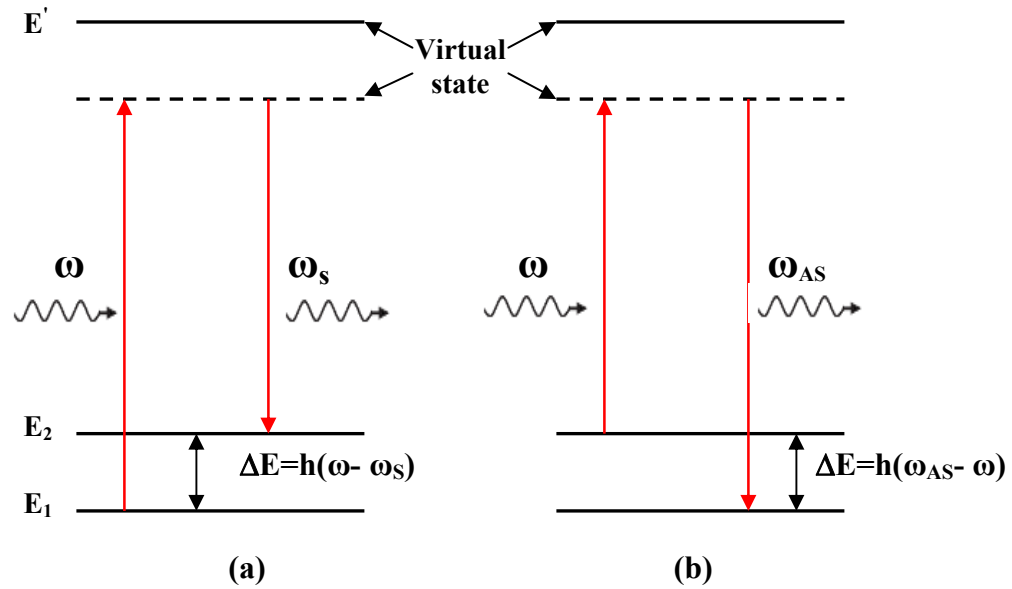 E'
Virtual
state
ω
ωs
ω
ωAS
E2
ΔE=h(ω- ωS)
ΔE=h(ωAS- ω)
E1
(a)
(b)